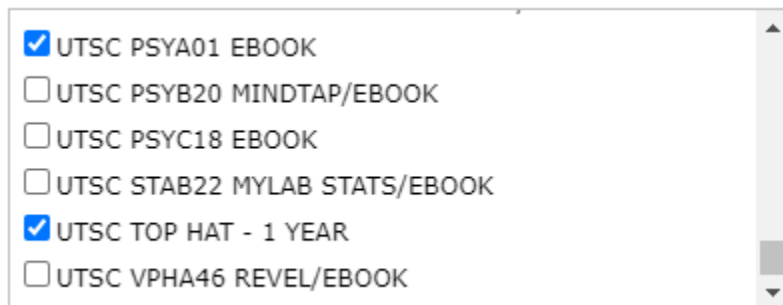 UTSC PSYA01 EBOOK
UTSC PSYB20 MINDTAP/EBOOK
UTSC PSYC18 EBOOK
UTSC STAB22 MYLAB STATS/EBOOK
UTSC TOP HAT - 1 YEAR
UTSC VPHA46 REVEL/EBOOK